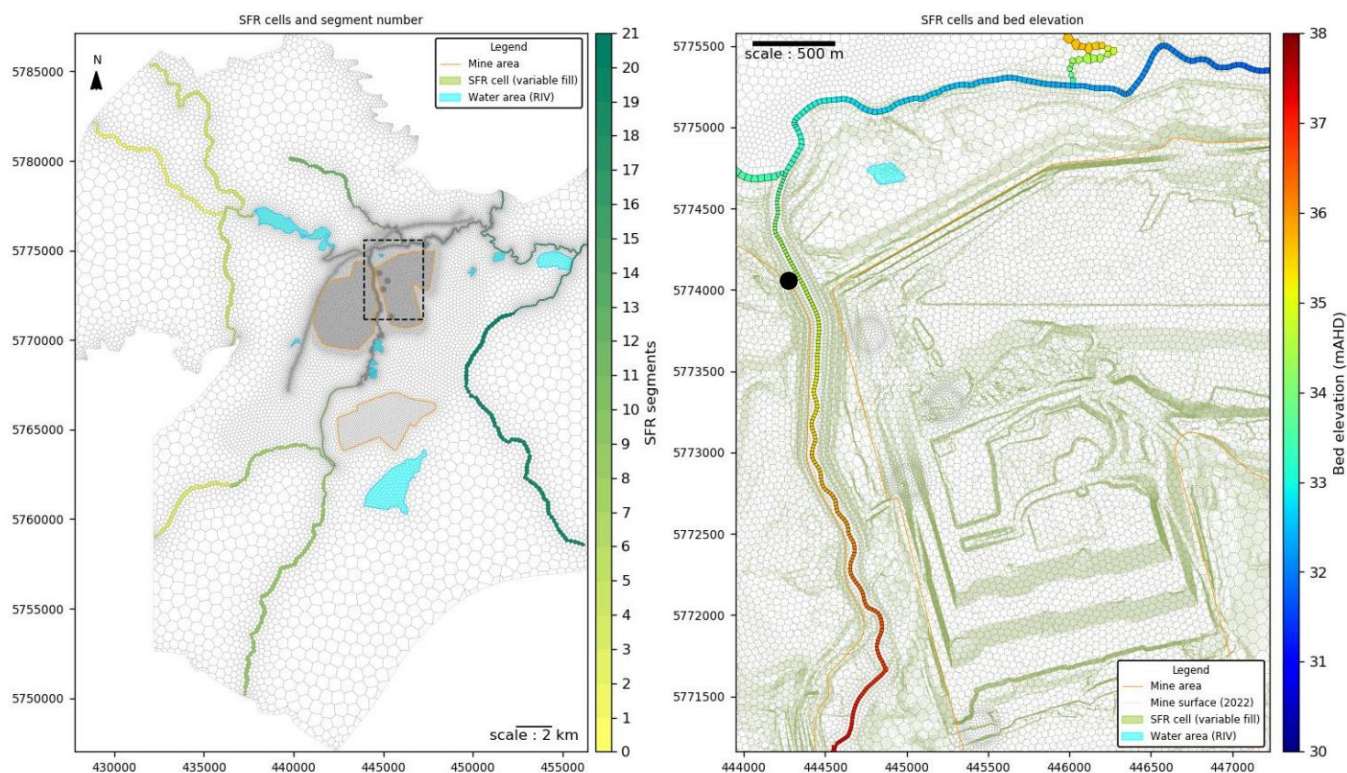 SFR cells and segment number
N
Legend
Mine area
SFR cell (variable fill)
Water area (RIV)
5785000
5780000
5775000
5770000
5765000
5760000
5755000
5750000
scale : 2 km
430000 435000 440000 445000 450000 455000
21
20
19
18
17
16
15
14
13
12
11
10
9
8
7
6
5
4
3
2
1
0
SFR segments
SFR cells and bed elevation
scale : 500 m
5775500
5775000
5774500
5774000
5773500
5773000
5772500
5772000
5771500
Legend
Mine area
Mine surface (2022)
SFR cell (variable fill)
Water area (RIV)
444000 444500 445000 445500 446000 446500 447000
38
37
36
35
34
33
32
31
30
Bed elevation (mAHD)